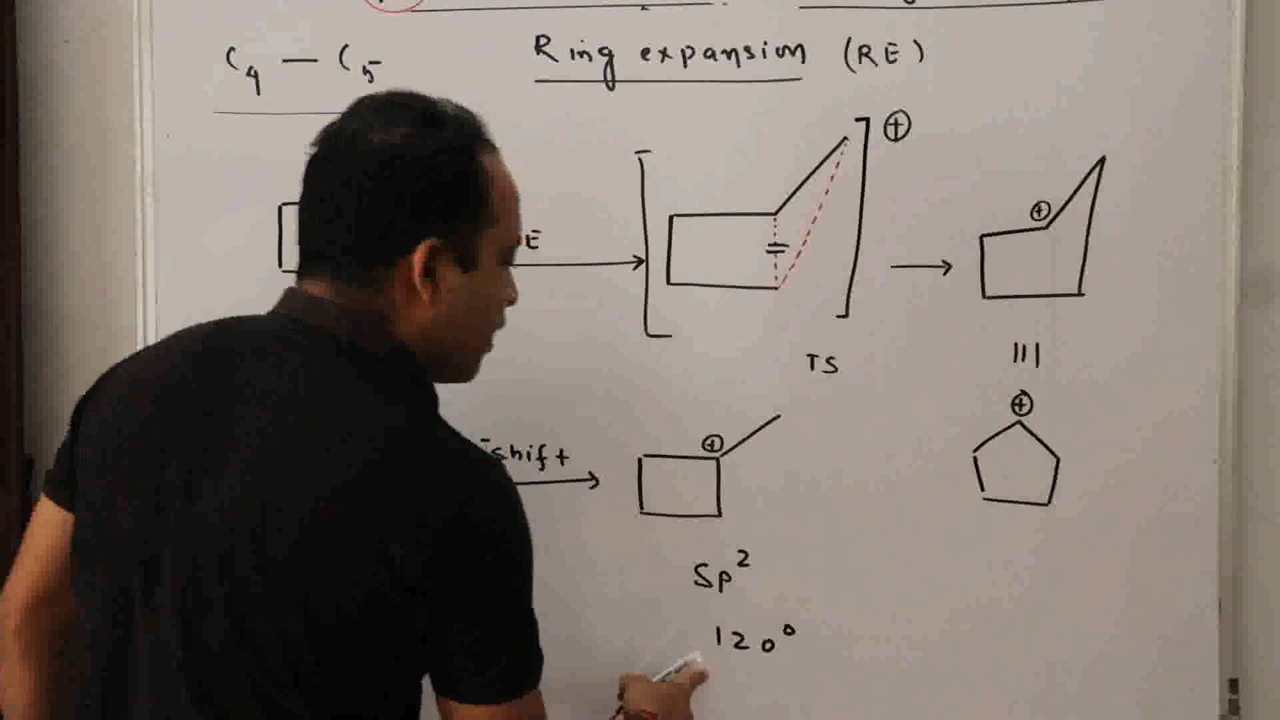 C4 — C5
Ring expansion (RE)
⊕
E
⊕
TS
|||
⊕
shift
⊕
Sp²
120°